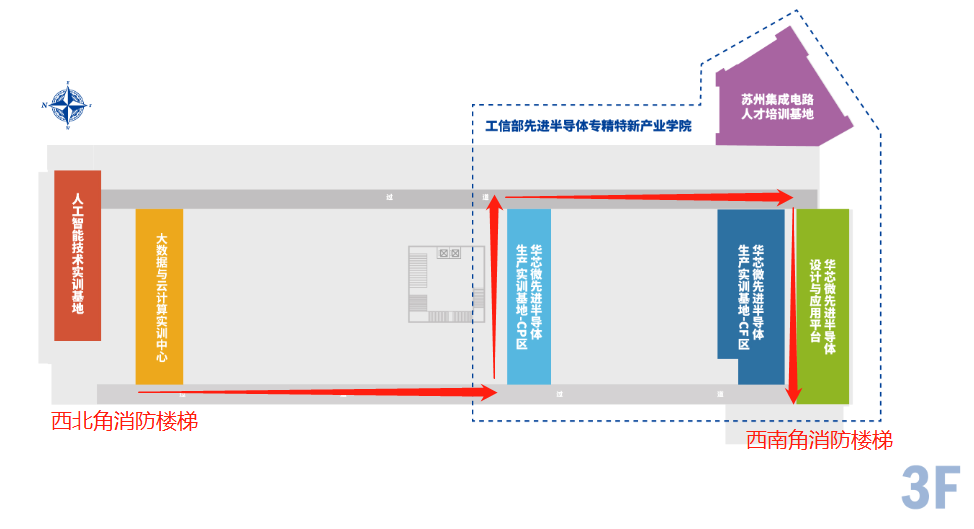 苏州集成电路
人才培训基地
工信部先进半导体专精特新产业学院
N
过
道
人工智能技术实训基地
大数据与云计算实训中心
华芯微先进半导体
生产实训基地-CP区
华芯微先进半导体
生产实训基地-CF区
华芯微先进半导体
设计与应用平台
过
道
西北角消防楼梯
西南角消防楼梯
3F